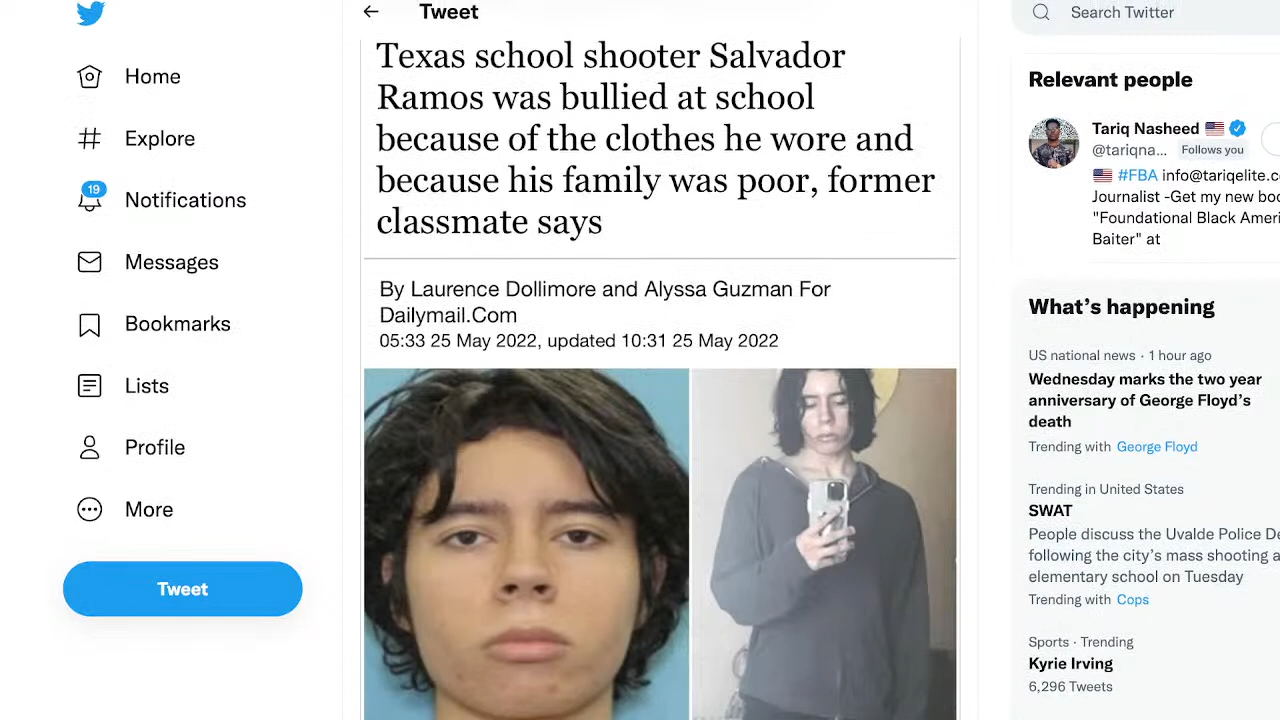 Home
Explore
19
Notifications
Messages
Bookmarks
Lists
Profile
More
Tweet
Tweet
Texas school shooter Salvador
Ramos was bullied at school
because of the clothes he wore and
because his family was poor, former
classmate says
By Laurence Dollimore and Alyssa Guzman For
Dailymail.Com
05:33 25 May 2022, updated 10:31 25 May 2022
Search Twitter
Relevant people
Tariq Nasheed
@tariqna... Follows you
#FBA info@tariqelite.c
Journalist -Get my new bo
"Foundational Black Ameri
Baiter" at
What's happening
US national news · 1 hour ago
Wednesday marks the two year
anniversary of George Floyd's
death
Trending with George Floyd
Trending in United States
SWAT
People discuss the Uvalde Police De
following the city's mass shooting a
elementary school on Tuesday
Trending with Cops
Sports · Trending
Kyrie Irving
6,296 Tweets